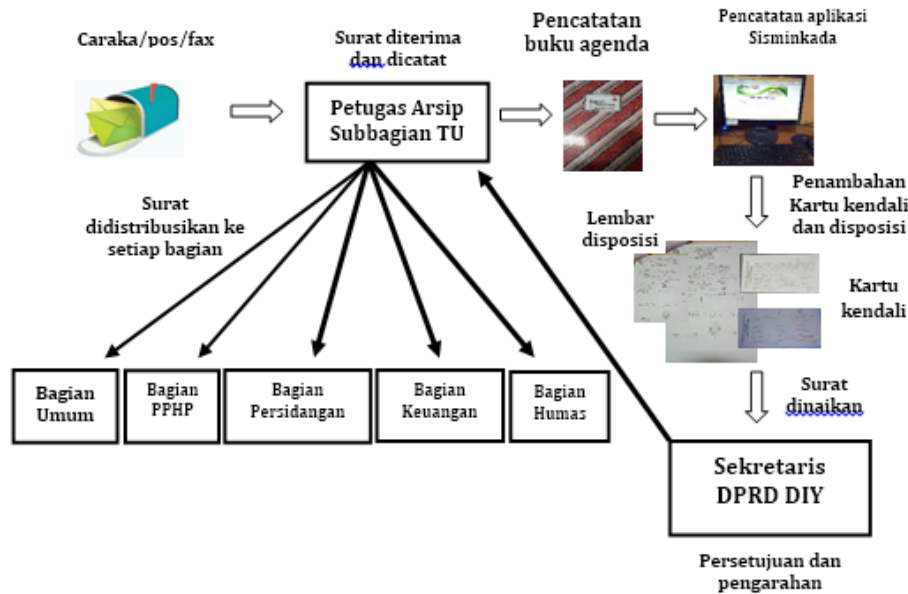 Caraka/pos/fax
Surat diterima
dan dicatat
Pencatatan
buku agenda
Pencatatan aplikasi
Sisminkada
Petugas Arsip
Subbagian TU
Surat
didistribusikan ke
setiap bagian
Lembar
disposisi
Penambahan
Kartu kendali
dan disposisi
Kartu
kendali
Bagian
Umum
Bagian
PPHP
Bagian
Persidangan
Bagian
Keuangan
Bagian
Humas
Surat
dinaikan
Sekretaris
DPRD DIY
Persetujuan dan
pengarahan